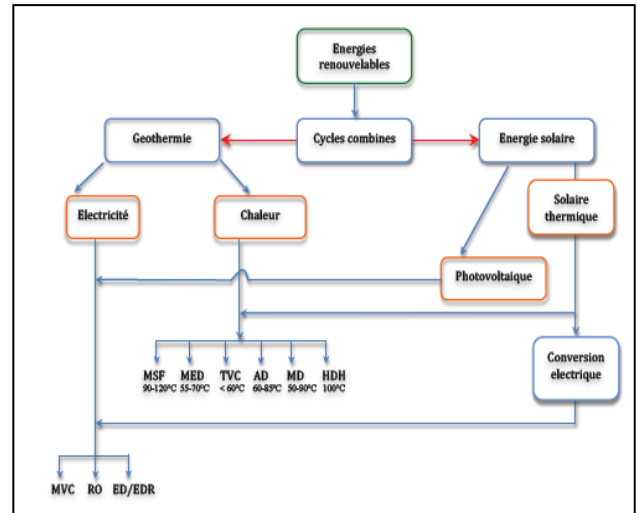 Energies
renouvelables
Geothermie
Cycles combines
Energie solaire
Electricité
Chaleur
Solaire
thermique
Photovoltaique
Conversion
electrique
MSF MED TVC AD MD HDH
90-120°C 55-70°C < 60°C 60-85°C 50-90°C 100°C
MVC RO ED/EDR